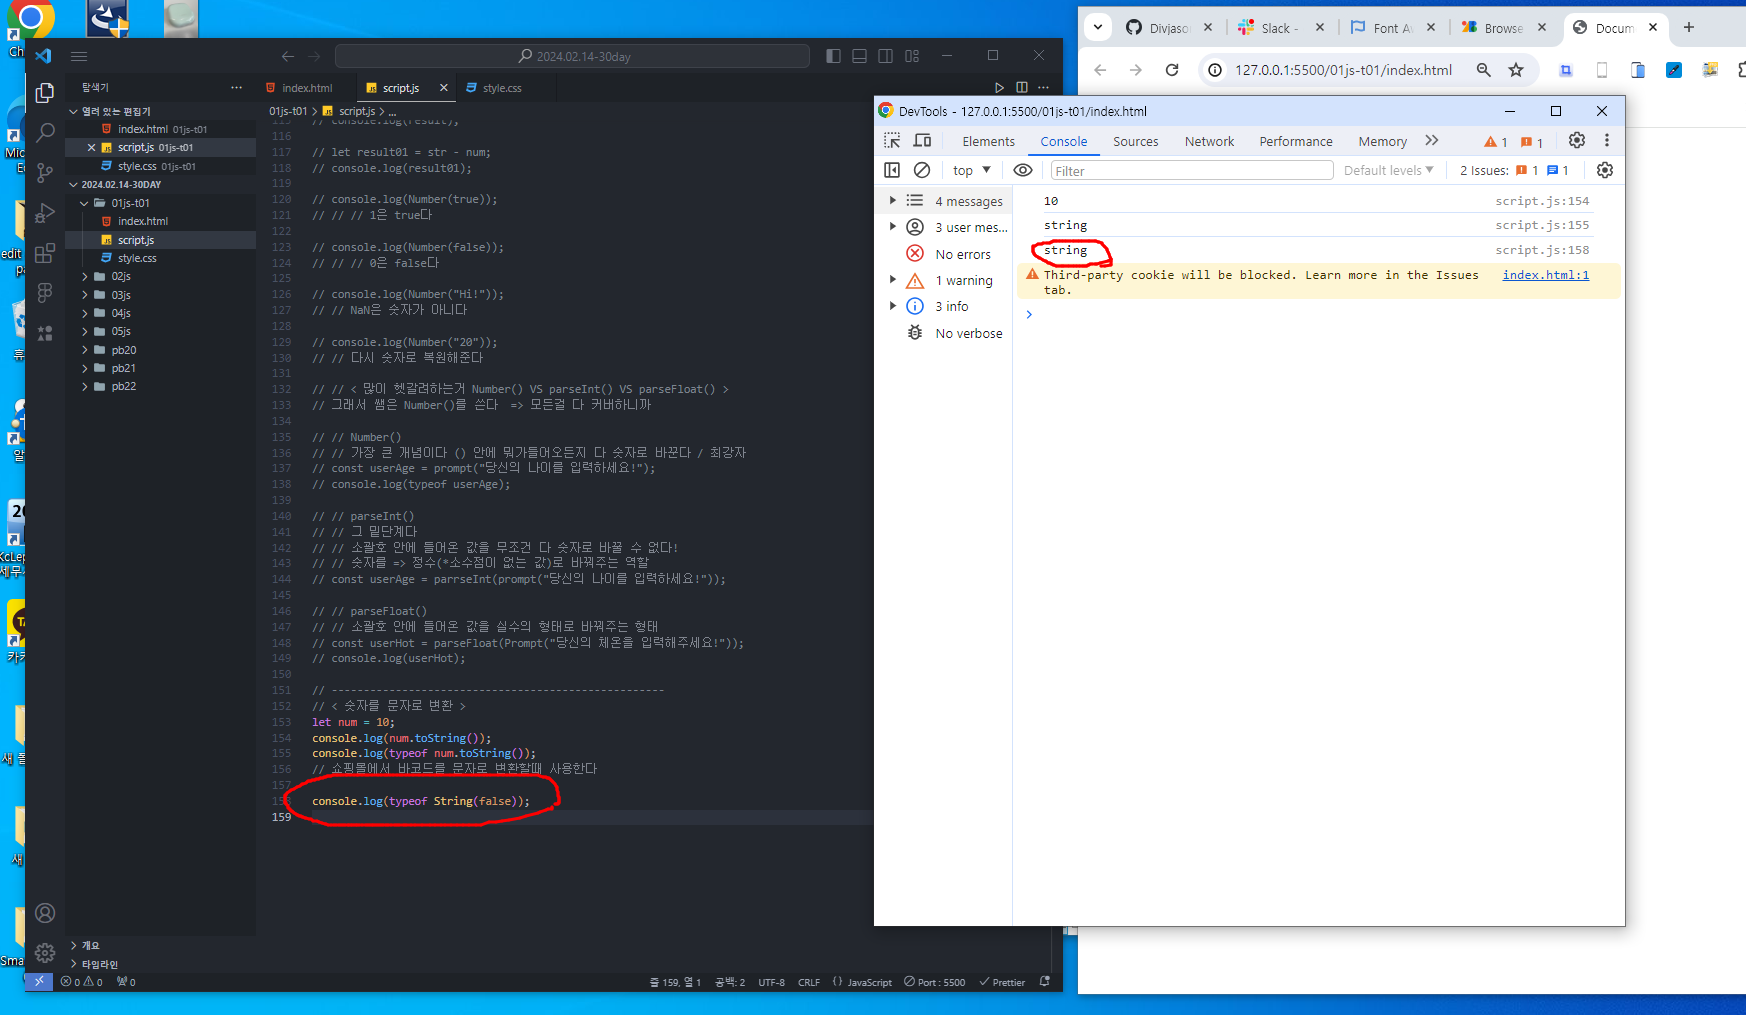 2024.02.14-30day
탐색기
index.html
script.js
style.css
열려 있는 편집기
index.html 01js-t01
script.js 01js-t01
style.css 01js-t01
2024.02.14-30DAY
01js-t01
index.html
script.js
style.css
02js
03js
04js
05js
pb20
pb21
pb22
개요
타임라인
01js-t01 > script.js > ...
// console.log(result);
116
117 // let result01 = str - num;
118 // console.log(result01);
119
120 // console.log(Number(true));
121 // // // 1은 true다
122
123 // console.log(Number(false));
124 // // // 0은 false다
125
126 // console.log(Number("Hi!"));
127 // // NaN은 숫자가 아니다
128
129 // console.log(Number("20"));
130 // // 다시 숫자로 복원해준다
131
132 // // < 많이 헷갈려하는거 Number() VS parseInt() VS parseFloat() >
133 // 그래서 쌤은 Number()를 쓴다 => 모든걸 다 커버하니까
134
135 // // Number()
136 // // 가장 큰 개념이다 () 안에 뭐가들어오든지 다 숫자로 바꾼다 / 최강자
137 // const userAge = prompt("당신의 나이를 입력하세요!");
138 // console.log(typeof userAge);
139
140 // // parseInt()
141 // // 그 밑단계다
142 // // 소괄호 안에 들어온 값을 무조건 다 숫자로 바꿀 수 없다!
143 // // 숫자를 => 정수(*소수점이 없는 값)로 바꿔주는 역할
144 // const userAge = parrseInt(prompt("당신의 나이를 입력하세요!"));
145
146 // // parseFloat()
147 // // 소괄호 안에 들어온 값을 실수의 형태로 바꿔주는 형태
148 // const userHot = parseFloat(Prompt("당신의 체온을 입력해주세요!"));
149 // console.log(userHot);
150
151 // ----------------------------------------------------
152 // < 숫자를 문자로 변환 >
153 let num = 10;
154 console.log(num.toString());
155 console.log(typeof num.toString());
156 // 쇼핑몰에서 바코드를 문자로 변환할때 사용한다
157
158 console.log(typeof String(false));
159
0 0 0
줄 159, 열 1 공백: 2 UTF-8 CRLF {} JavaScript Port : 5500 Prettier
Divjaso
Slack -
Font Av
Browse
Docum
127.0.0.1:5500/01js-t01/index.html
DevTools - 127.0.0.1:5500/01js-t01/index.html
Elements Console Sources Network Performance Memory 1 1
top Filter Default levels 2 Issues: 1 1
4 messages
3 user mes...
No errors
1 warning
3 info
No verbose
10 script.js:154
string script.js:155
string script.js:158
Third-party cookie will be blocked. Learn more in the Issues index.html:1
tab.
edit